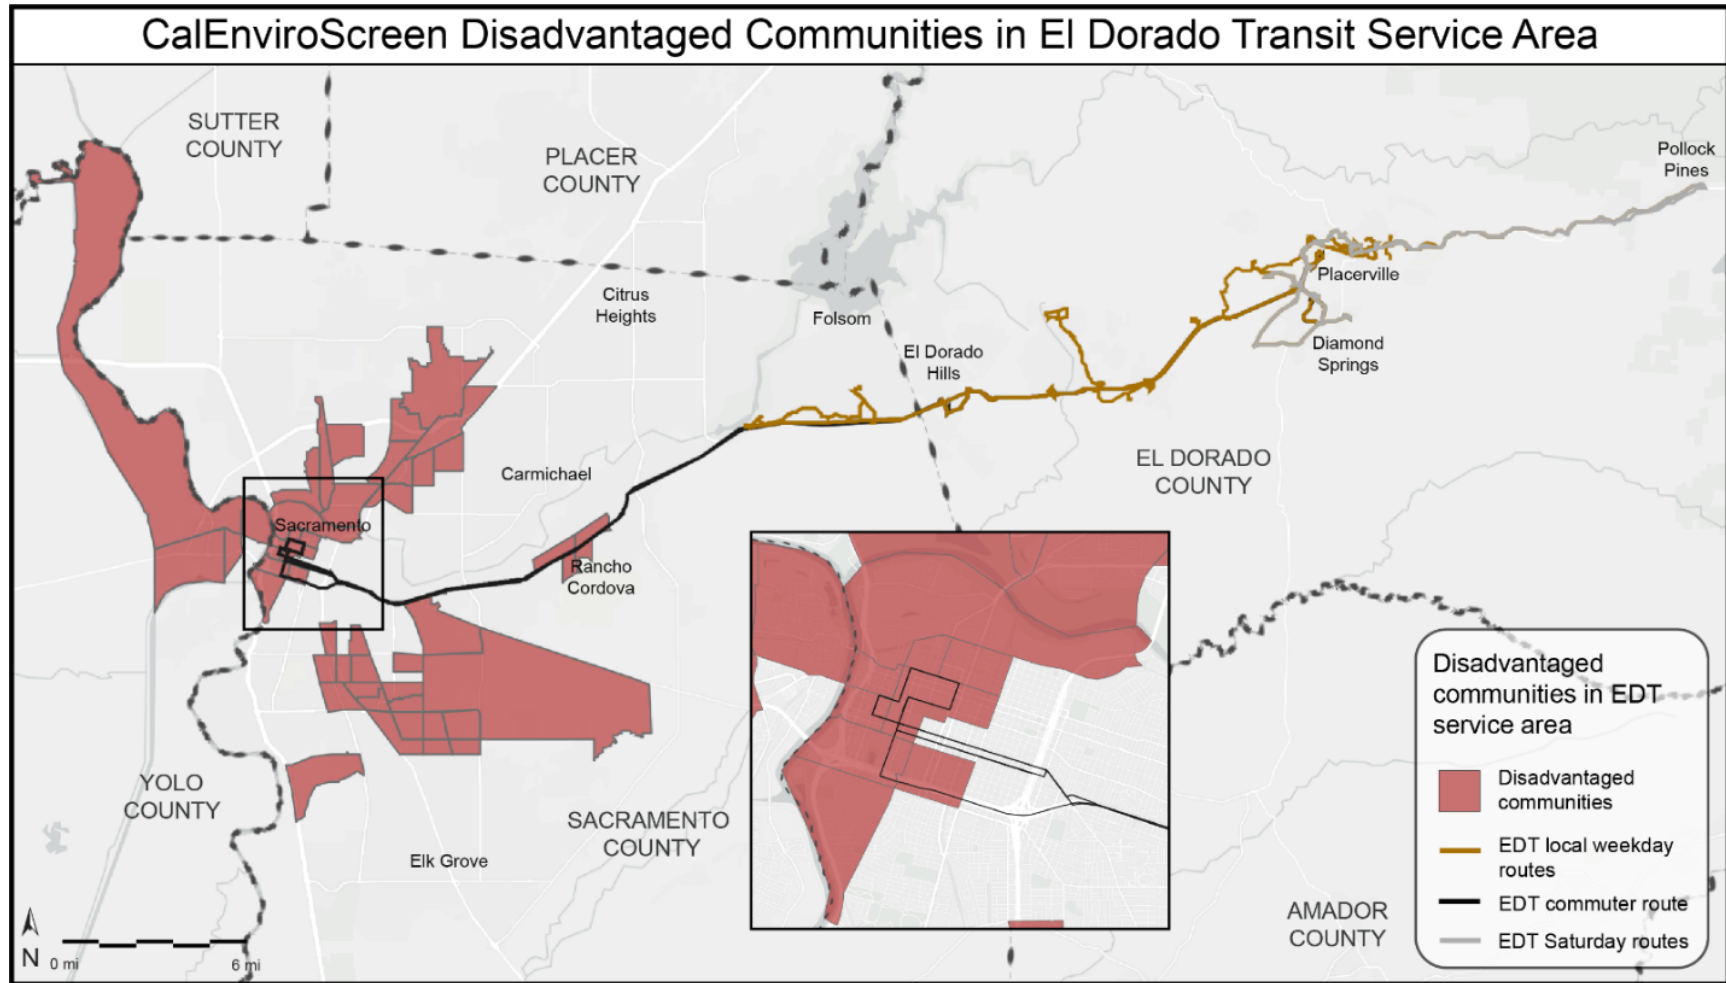 CalEnviroScreen Disadvantaged Communities in El Dorado Transit Service Area
SUTTER
COUNTY
PLACER
COUNTY
Pollock
Pines
Placerville
Citrus
Heights
Folsom
El Dorado
Hills
Diamond
Springs
Carmichael
EL DORADO
COUNTY
Sacramento
Rancho
Cordova
YOLO
COUNTY
SACRAMENTO
COUNTY
Elk Grove
AMADOR
COUNTY
N
0 mi
6 mi
Disadvantaged
communities in EDT
service area
Disadvantaged
communities
EDT local weekday
routes
EDT commuter route
EDT Saturday routes